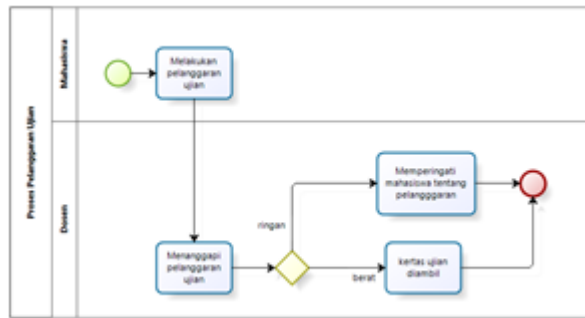 Proses Pelanggaran Ujian
Mahasiswa
Melakukan
pelanggaran
ujian
Dosen
Menanggapi
pelanggaran
ujian
ringan
berat
Memperingati
mahasiswa tentang
pelangggaran
kertas ujian
diambil